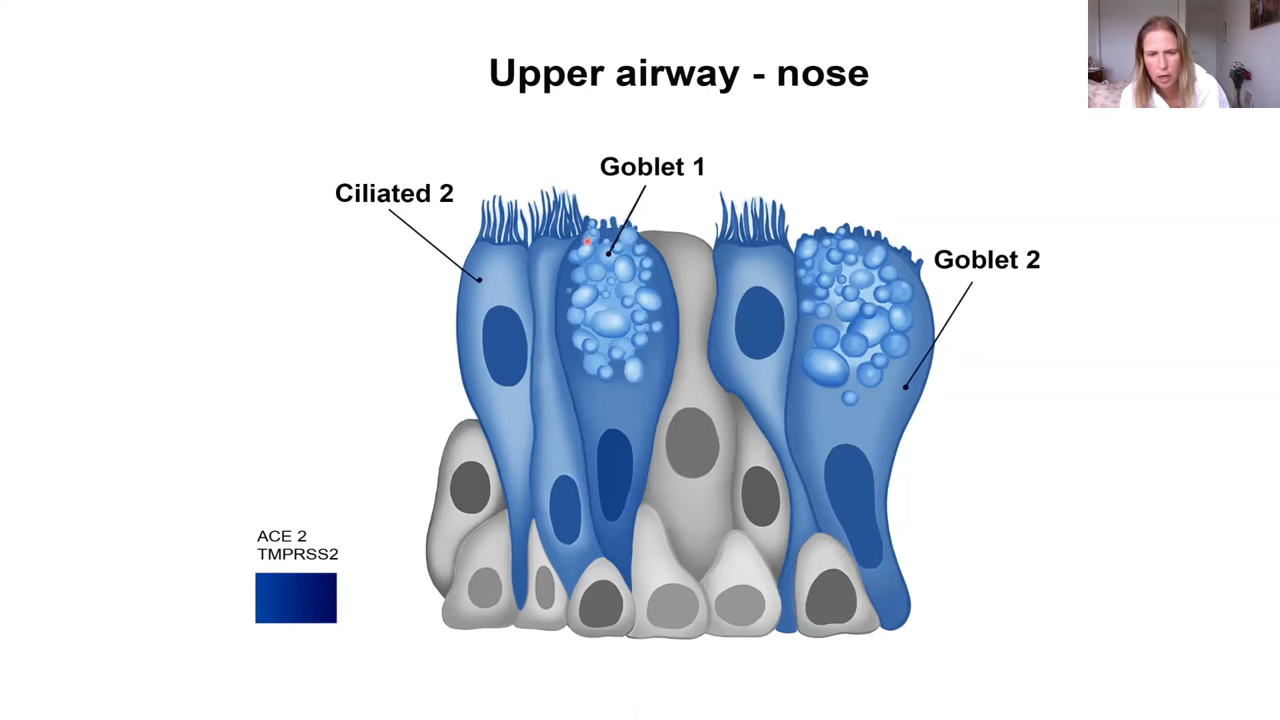 Upper airway - nose
Goblet 1
Ciliated 2
Goblet 2
ACE 2
TMPRSS2